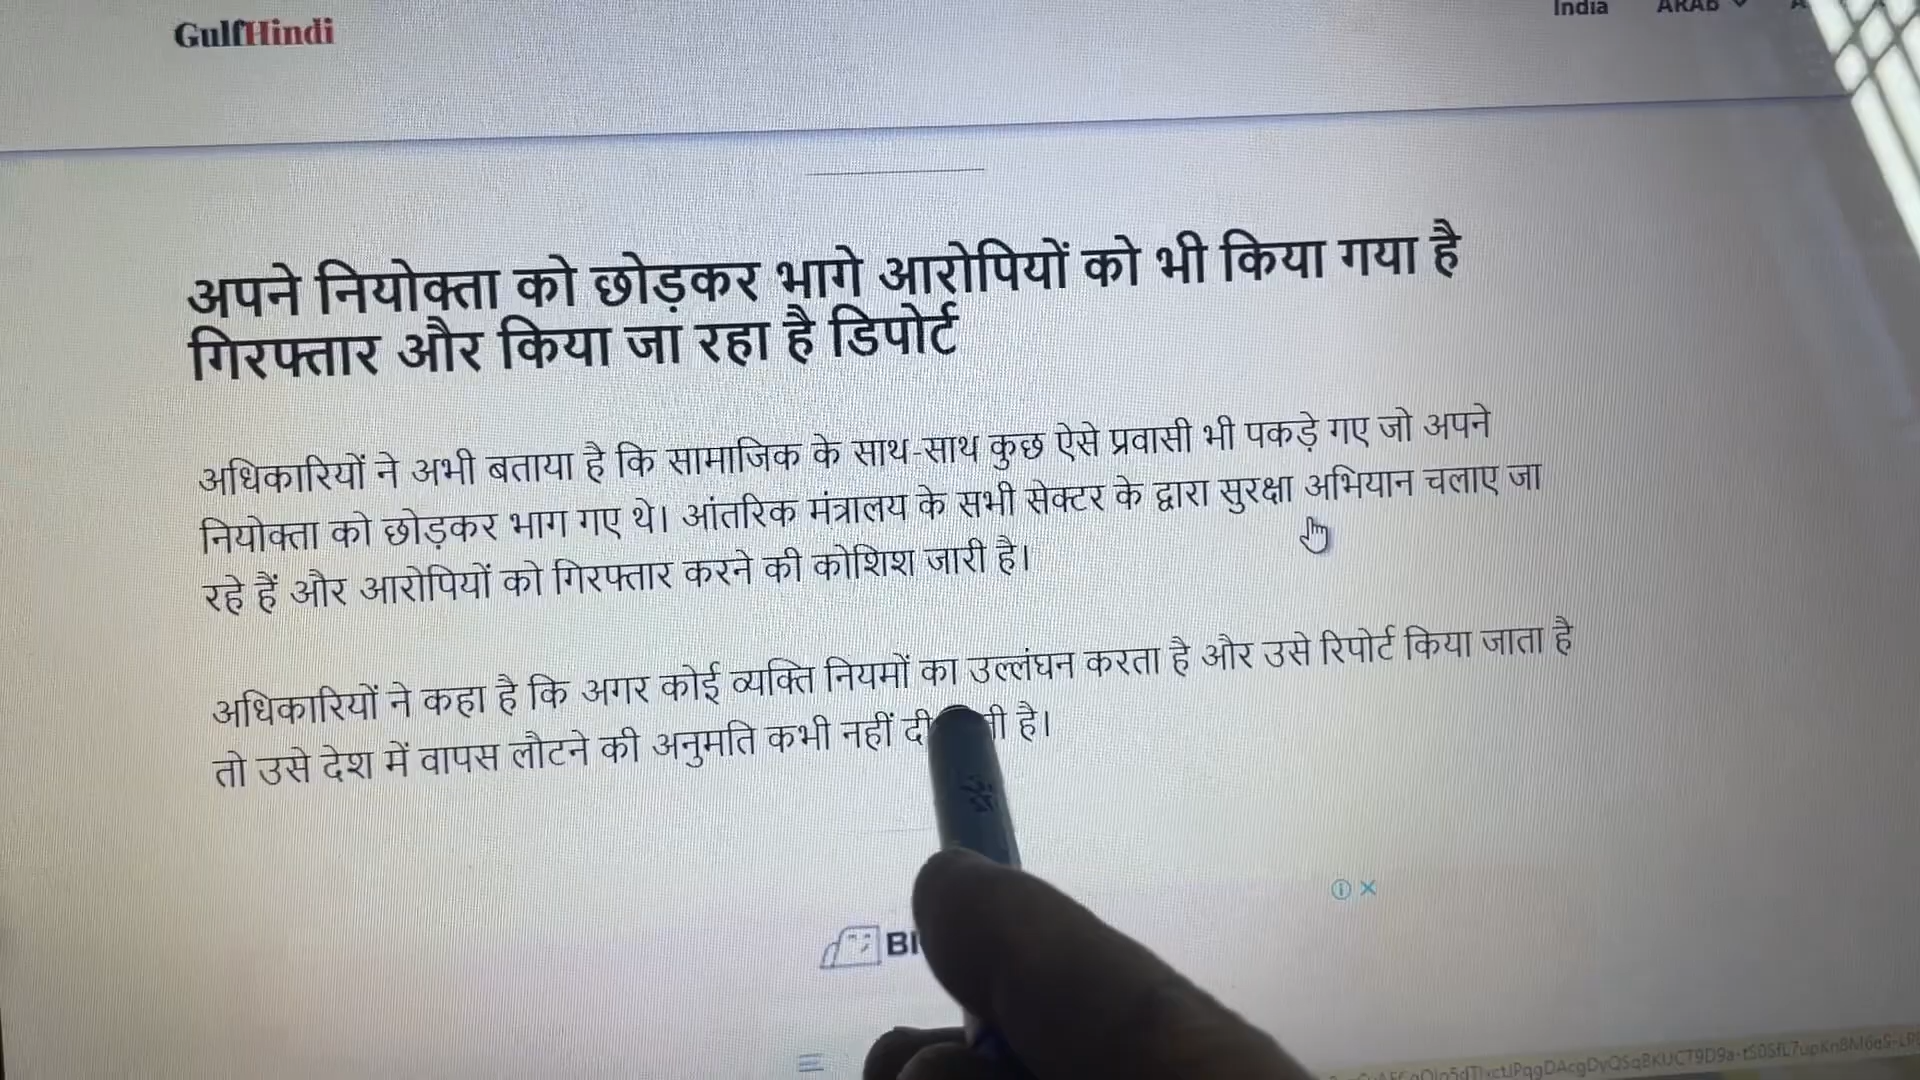 GulfHindi
India ARAB
अपने नियोक्ता को छोड़कर भागे आरोपियों को भी किया गया है
गिरफ्तार और किया जा रहा है डिपोर्ट
अधिकारियों ने अभी बताया है कि सामाजिक के साथ-साथ कुछ ऐसे प्रवासी भी पकड़े गए जो अपने
नियोक्ता को छोड़कर भाग गए थे। आंतरिक मंत्रालय के सभी सेक्टर के द्वारा सुरक्षा अभियान चलाए जा
रहे हैं और आरोपियों को गिरफ्तार करने की कोशिश जारी है।
अधिकारियों ने कहा है कि अगर कोई व्यक्ति नियमों का उल्लंघन करता है और उसे रिपोर्ट किया जाता है
तो उसे देश में वापस लौटने की अनुमति कभी नहीं दी है।